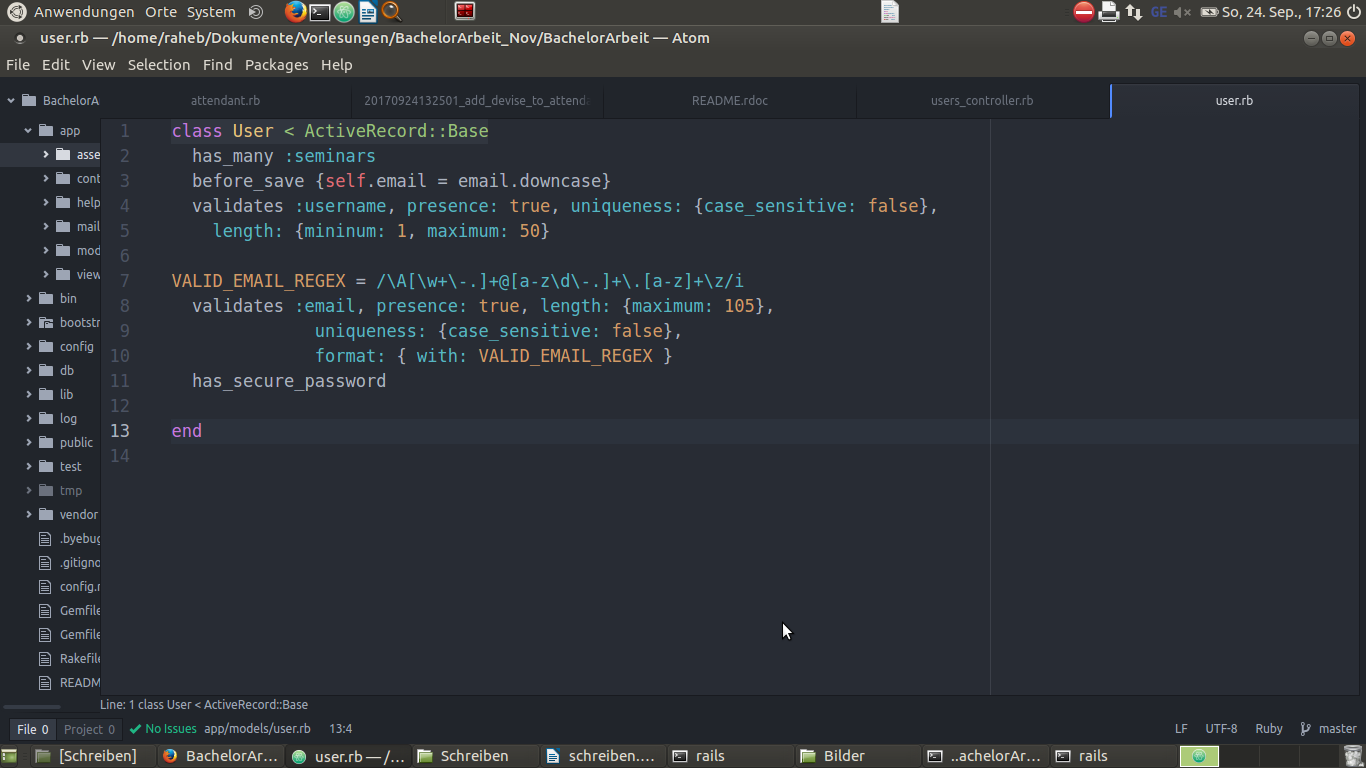 Anwendungen Orte System GE So, 24. Sep., 17:26
user.rb — /home/raheb/Dokumente/Vorlesungen/BachelorArbeit_Nov/BachelorArbeit — Atom
File Edit View Selection Find Packages Help
BachelorA attendant.rb 20170924132501_add_devise_to_attend README.rdoc users_controller.rb user.rb
app
asse
cont
help
mail
mod
view
bin
bootstr
config
db
lib
log
public
test
tmp
vendor
.byebug
.gitigno
config.r
Gemfile
Gemfile
Rakefile
READM
1 class User < ActiveRecord::Base
2 has_many :seminars
3 before_save {self.email = email.downcase}
4 validates :username, presence: true, uniqueness: {case_sensitive: false},
5 length: {mininum: 1, maximum: 50}
6
7 VALID_EMAIL_REGEX = /\A[\w+\-.]+@[a-z\d\-.]+\.[a-z]+\z/i
8 validates :email, presence: true, length: {maximum: 105},
9 uniqueness: {case_sensitive: false},
10 format: { with: VALID_EMAIL_REGEX }
11 has_secure_password
12
13 end
14
Line: 1 class User < ActiveRecord::Base
File 0 Project 0 No Issues app/models/user.rb 13:4 LF UTF-8 Ruby master
[Schreiben] BachelorAr... user.rb — /... Schreiben schreiben.... rails Bilder ..achelorAr... rails